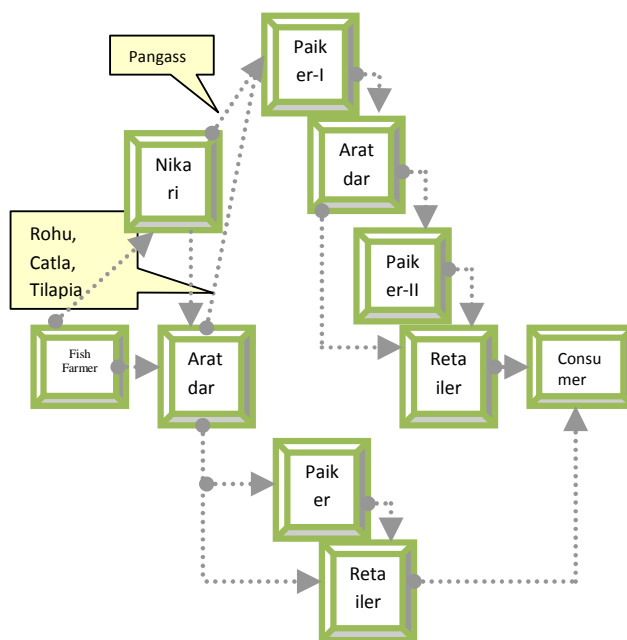 Paik
er-I
Pangass
Arat
dar
Nika
ri
Rohu,
Catla,
Tilapia
Paik
er-II
Fish
Farmer
Arat
dar
Reta
iler
Consu
mer
Paik
er
Reta
iler